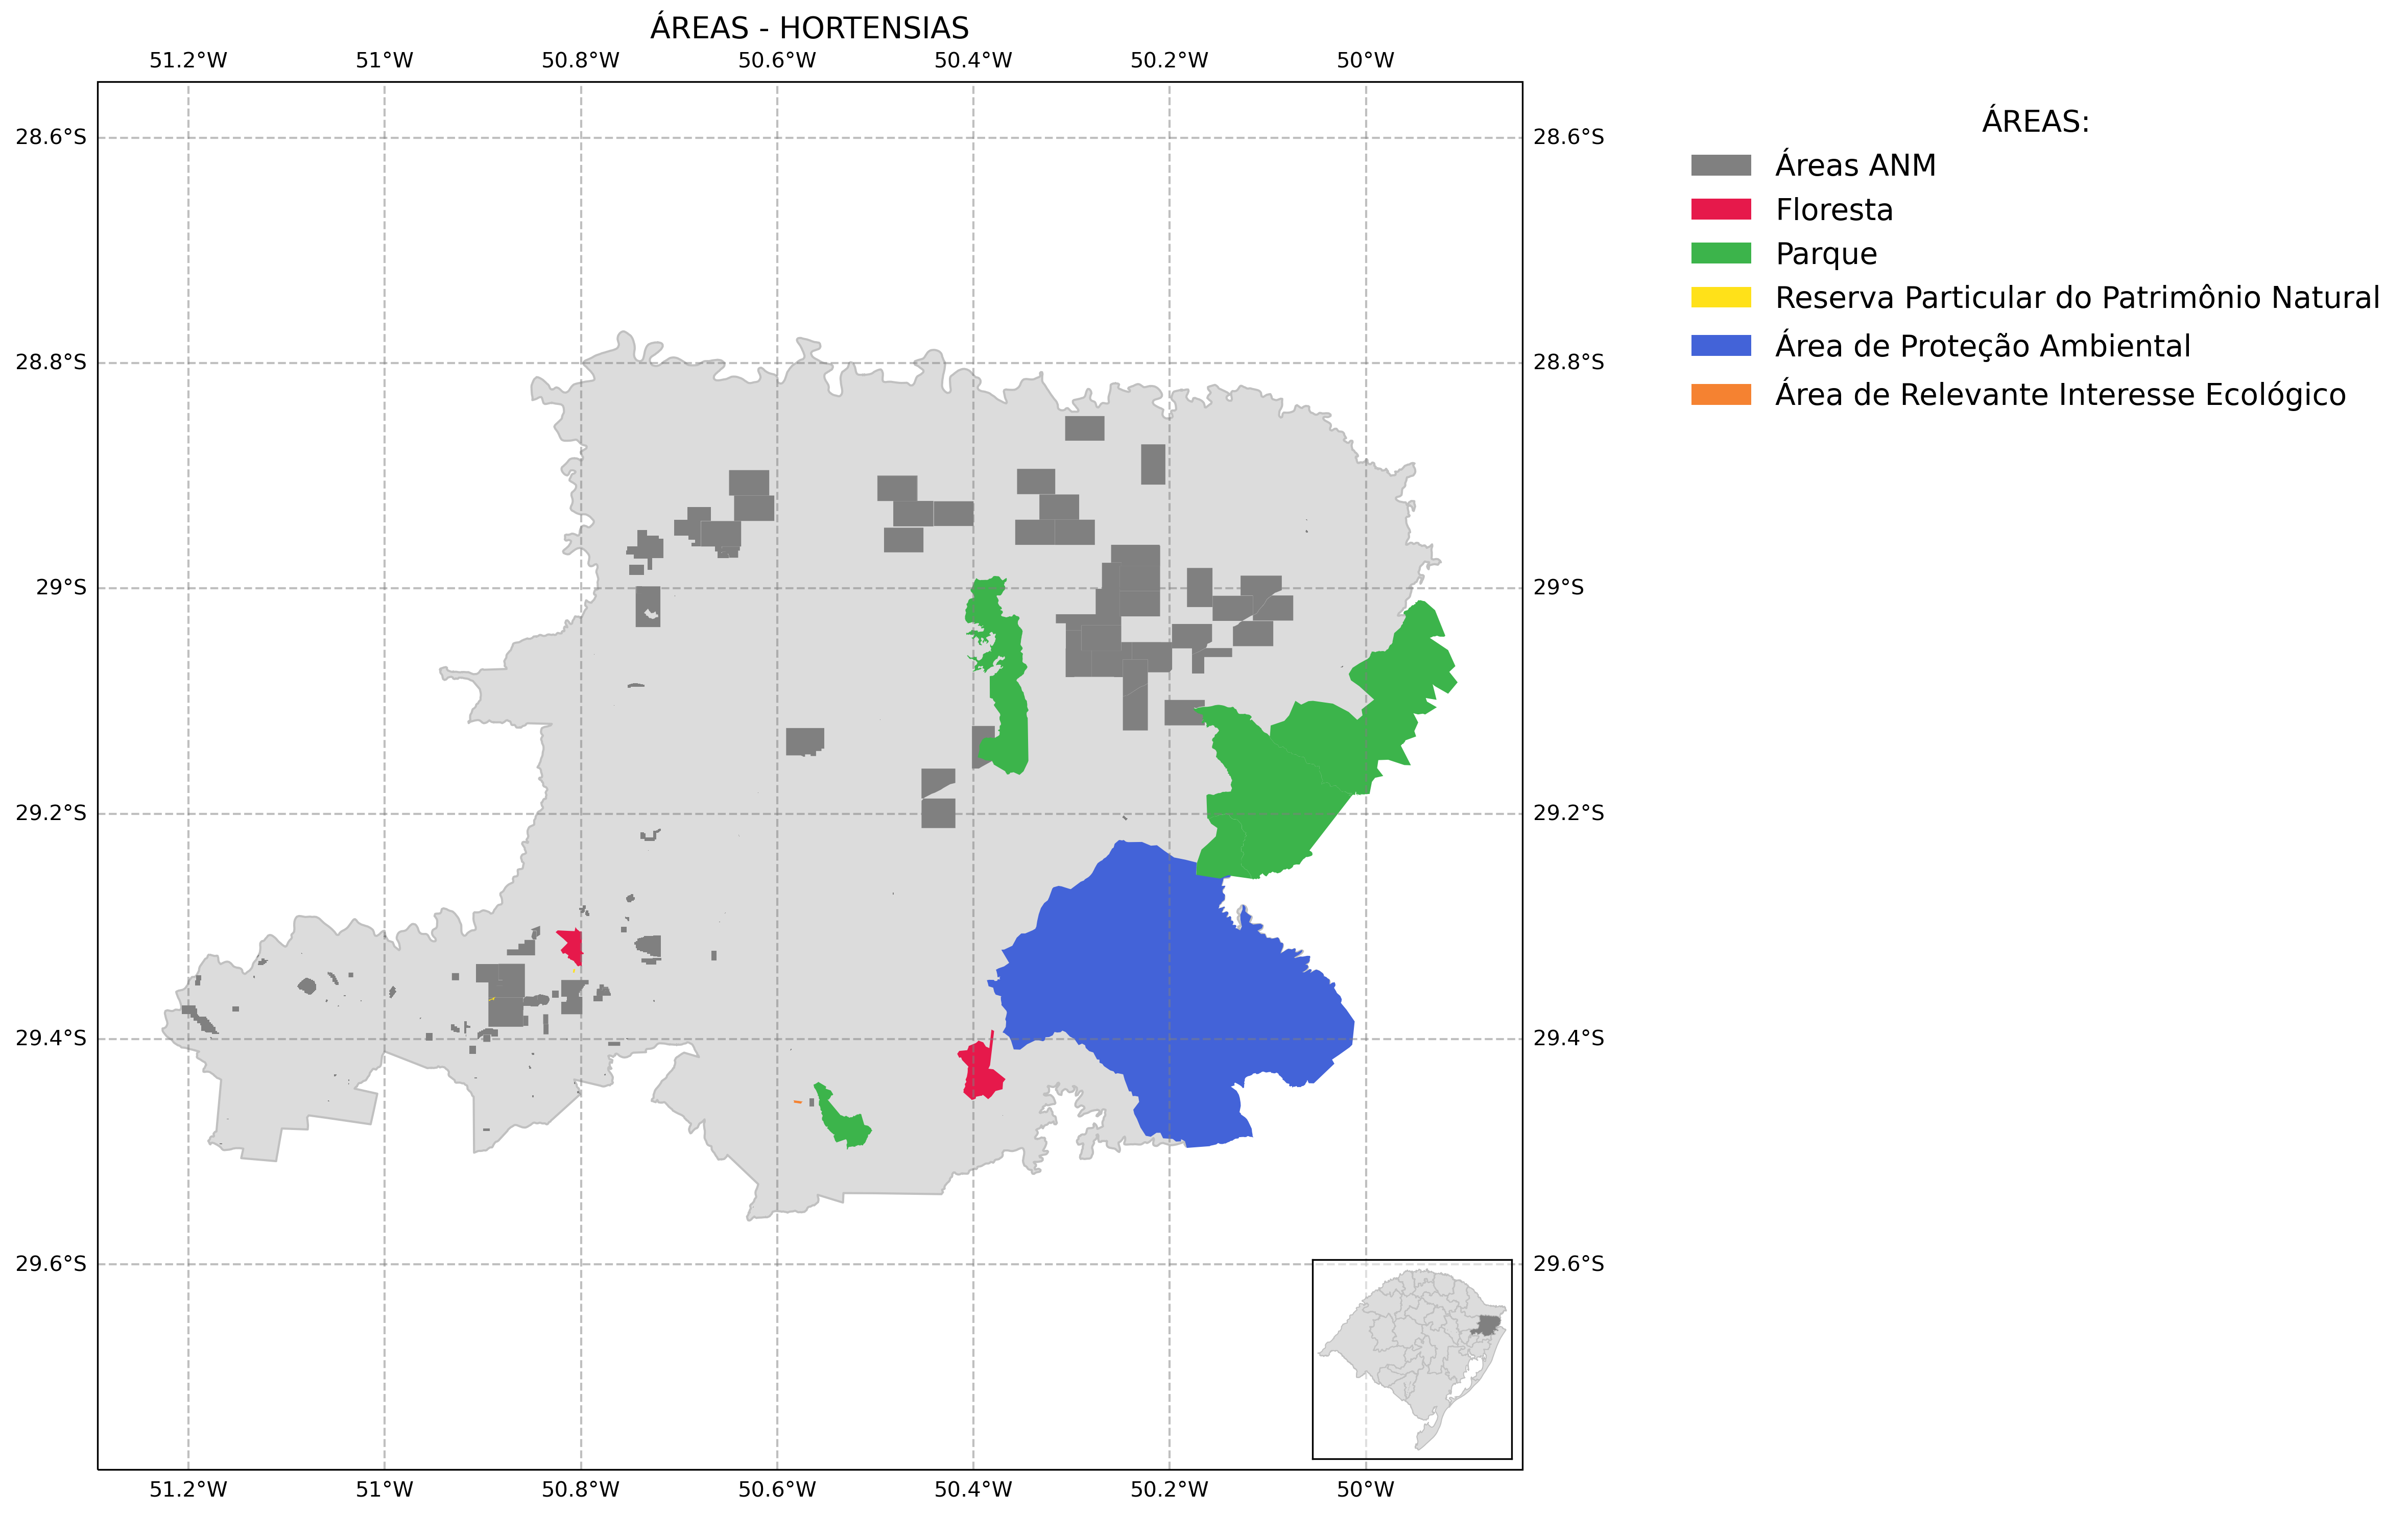 ÁREAS - HORTENSIAS
51.2°W 51°W 50.8°W 50.6°W 50.4°W 50.2°W 50°W
ÁREAS:
Áreas ANM
Floresta
Parque
Reserva Particular do Patrimônio Natural
Área de Proteção Ambiental
Área de Relevante Interesse Ecológico
28.6°S 28.6°S
28.8°S 28.8°S
29°S 29°S
29.2°S 29.2°S
29.4°S 29.4°S
29.6°S 29.6°S
51.2°W 51°W 50.8°W 50.6°W 50.4°W 50.2°W 50°W